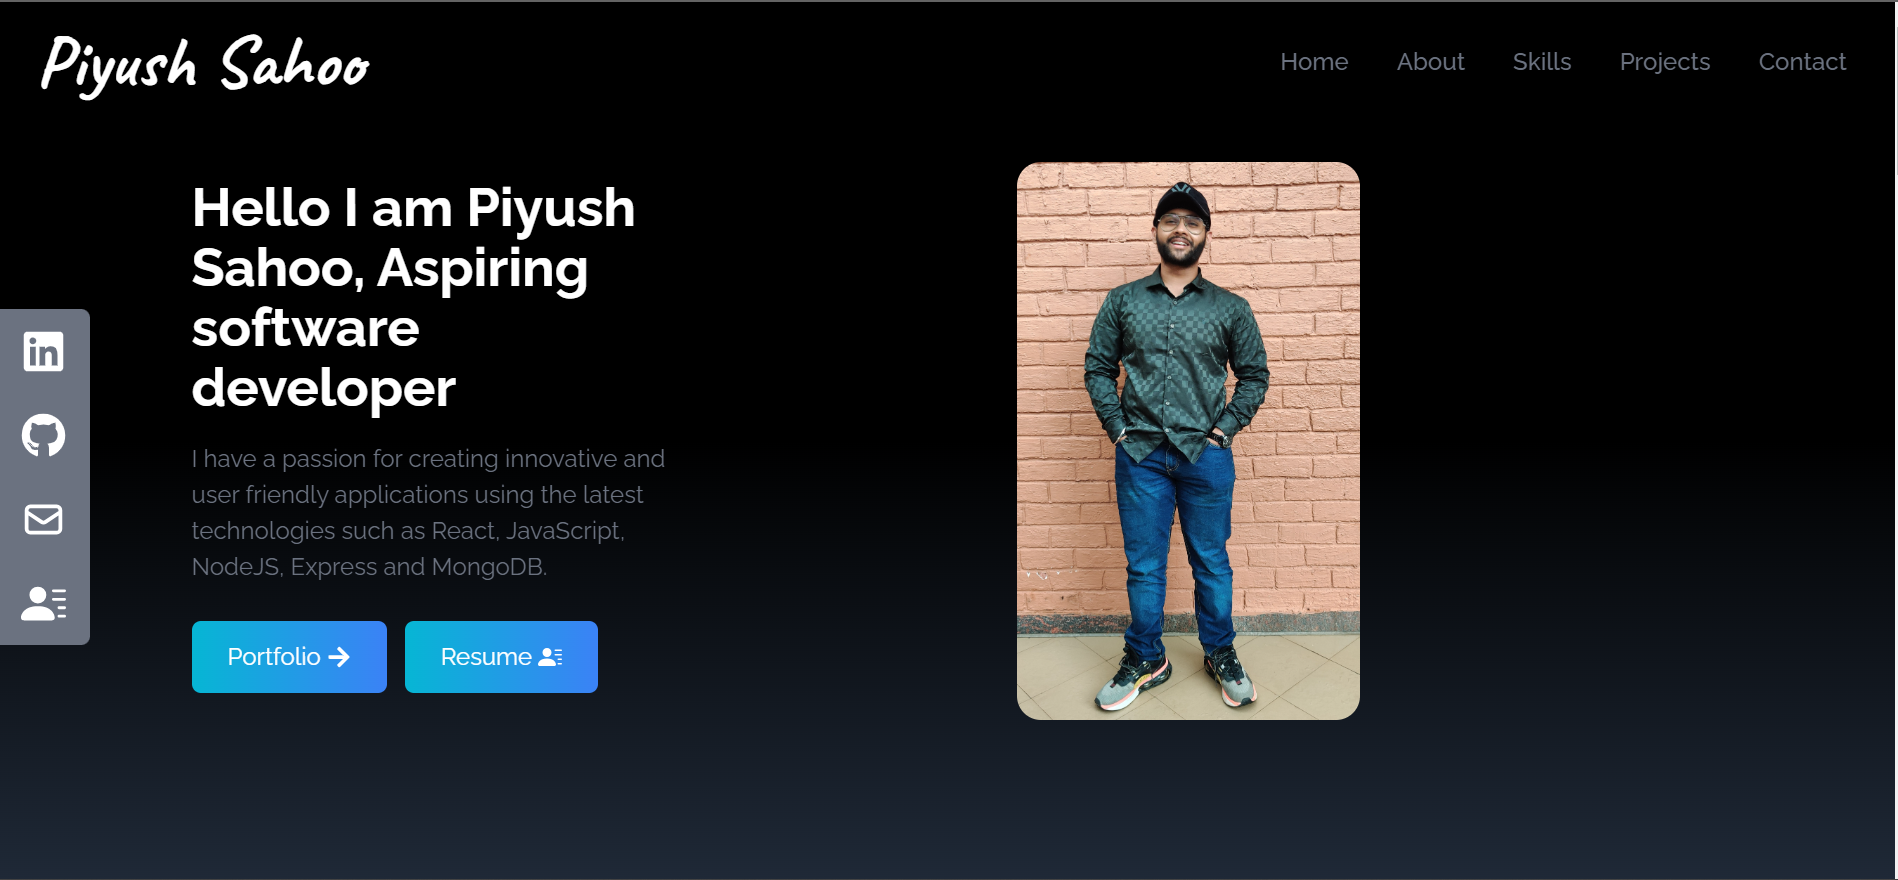 Piyush Sahoo
Home About Skills Projects Contact
Hello I am Piyush
Sahoo, Aspiring
software
developer
I have a passion for creating innovative and
user friendly applications using the latest
technologies such as React, JavaScript,
NodeJS, Express and MongoDB.
Portfolio
Resume
in